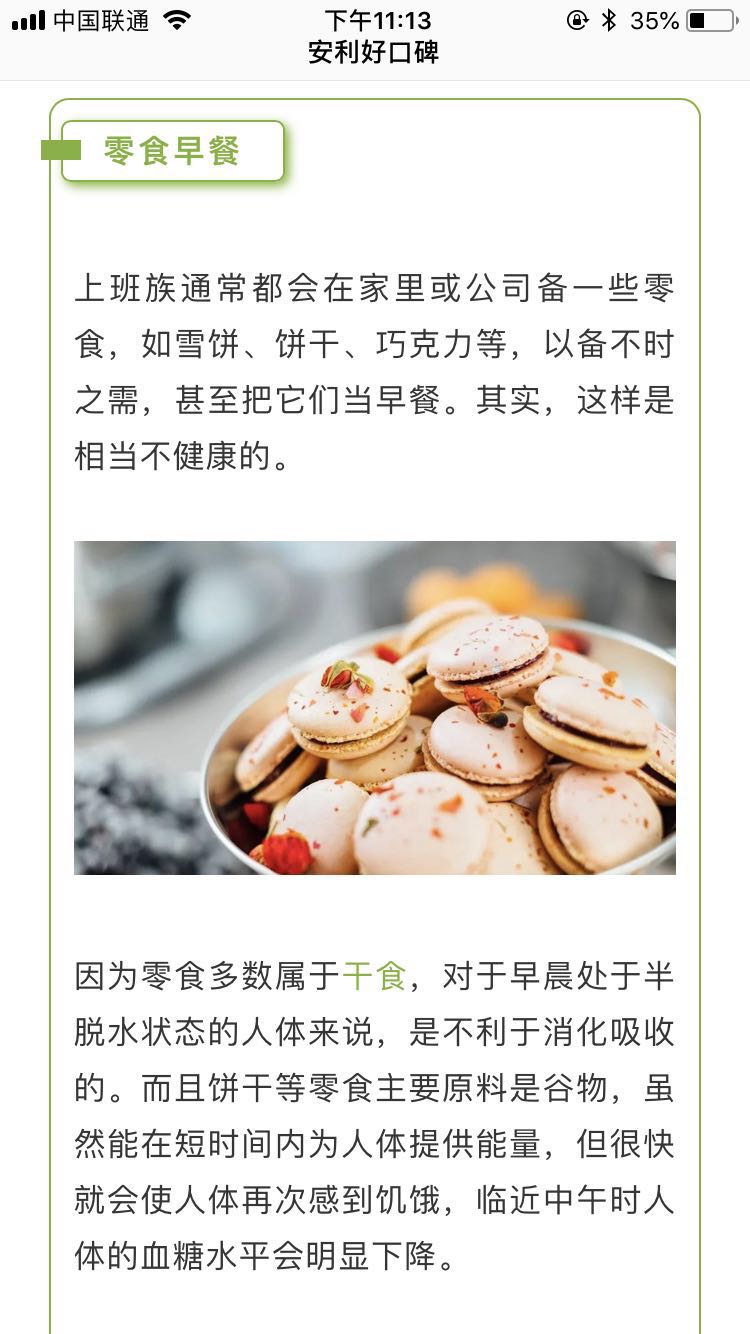 中国联通
下午11:13
35%
安利好口碑
零食早餐
上班族通常都会在家里或公司备一些零
食，如雪饼、饼干、巧克力等，以备不时
之需，甚至把它们当早餐。其实，这样是
相当不健康的。
因为零食多数属于干食，对于早晨处于半
脱水状态的人体来说，是不利于消化吸收
的。而且饼干等零食主要原料是谷物，虽
然能在短时间内为人体提供能量，但很快
就会使人体再次感到饥饿，临近中午时人
体的血糖水平会明显下降。